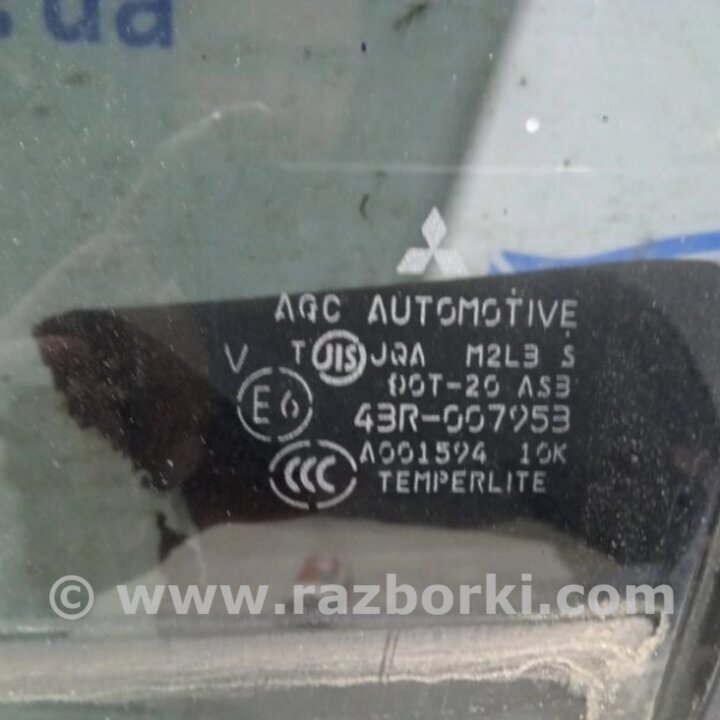 .ua
AGC AUTOMOTIVE
V T JIS JQA M2L3 S
DOT-20 AS3
E6 43R-007953
CCC A001594 10K
TEMPERLITE
© www.razborki.com